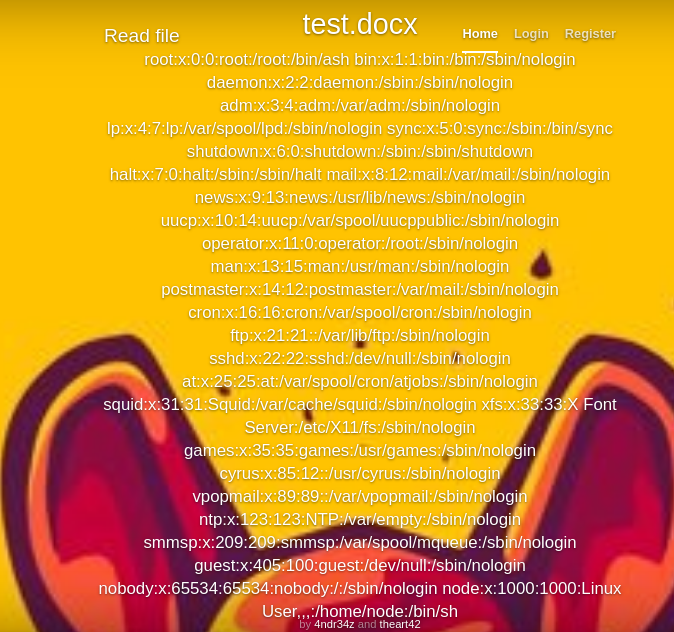 test.docx
Read file
Home Login Register
root:x:0:0:root:/root:/bin/ash bin:x:1:1:bin:/bin:/sbin/nologin
daemon:x:2:2:daemon:/sbin:/sbin/nologin
adm:x:3:4:adm:/var/adm:/sbin/nologin
lp:x:4:7:lp:/var/spool/lpd:/sbin/nologin sync:x:5:0:sync:/sbin:/bin/sync
shutdown:x:6:0:shutdown:/sbin:/sbin/shutdown
halt:x:7:0:halt:/sbin:/sbin/halt mail:x:8:12:mail:/var/mail:/sbin/nologin
news:x:9:13:news:/usr/lib/news:/sbin/nologin
uucp:x:10:14:uucp:/var/spool/uucppublic:/sbin/nologin
operator:x:11:0:operator:/root:/sbin/nologin
man:x:13:15:man:/usr/man:/sbin/nologin
postmaster:x:14:12:postmaster:/var/mail:/sbin/nologin
cron:x:16:16:cron:/var/spool/cron:/sbin/nologin
ftp:x:21:21::/var/lib/ftp:/sbin/nologin
sshd:x:22:22:sshd:/dev/null:/sbin/nologin
at:x:25:25:at:/var/spool/cron/atjobs:/sbin/nologin
squid:x:31:31:Squid:/var/cache/squid:/sbin/nologin xfs:x:33:33:X Font
Server:/etc/X11/fs:/sbin/nologin
games:x:35:35:games:/usr/games:/sbin/nologin
cyrus:x:85:12::/usr/cyrus:/sbin/nologin
vpopmail:x:89:89::/var/vpopmail:/sbin/nologin
ntp:x:123:123:NTP:/var/empty:/sbin/nologin
smmsp:x:209:209:smmsp:/var/spool/mqueue:/sbin/nologin
guest:x:405:100:guest:/dev/null:/sbin/nologin
nobody:x:65534:65534:nobody:/:/sbin/nologin node:x:1000:1000:Linux
User,,,:/home/node:/bin/sh
by 4ndr34z and theart42